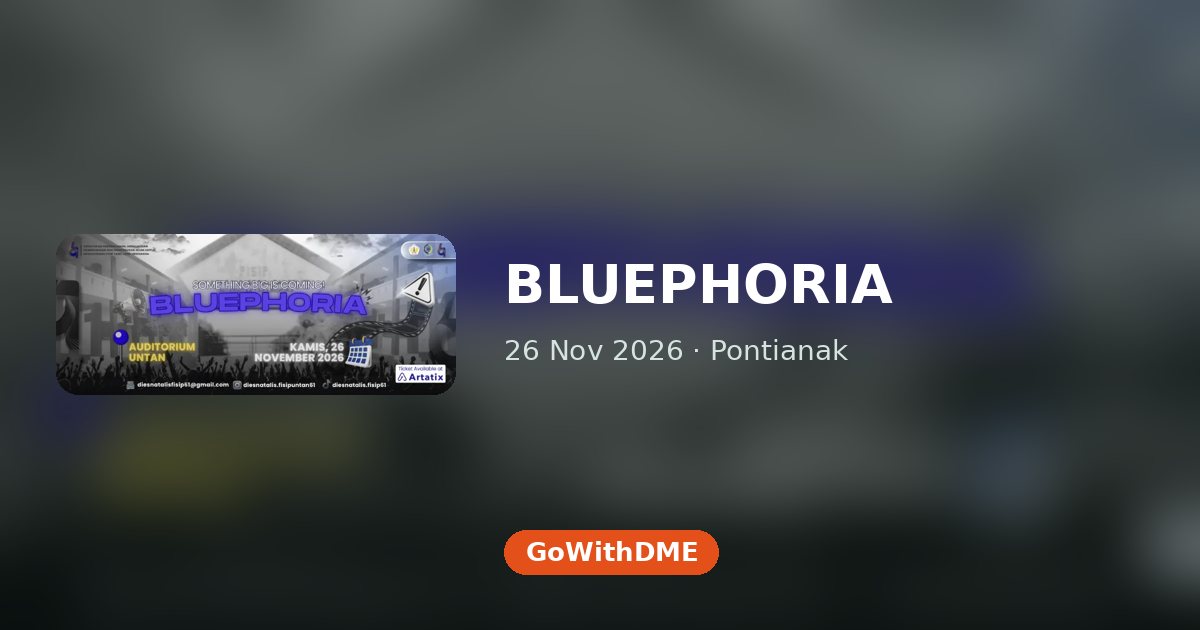 FISIP
SOMETHING BIG IS COMING!
BLUEPHORIA
AUDITORIUM
UNTAN
KAMIS, 26
NOVEMBER 2026
Ticket Available at
Artatix
diesnatalisfisip61@gmail.com
diesnatalis.fisipuntan61
diesnatalis.fisip61
BLUEPHORIA
26 Nov 2026 · Pontianak
GoWithDME